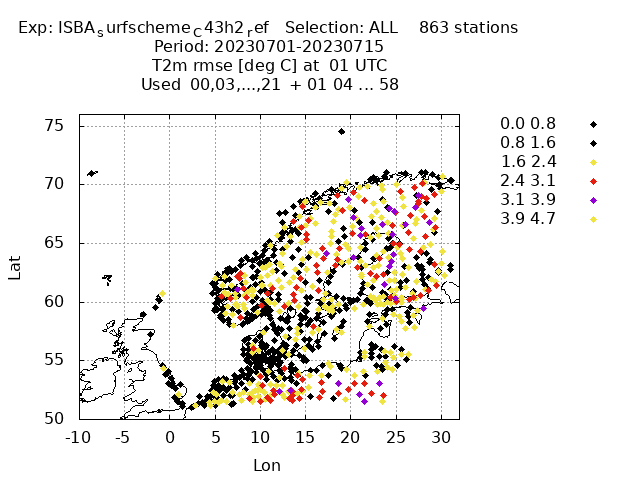 Exp: ISBAsurfschemeC43h2ref Selection: ALL 863 stations
Period: 20230701-20230715
T2m rmse [deg C] at 01 UTC
Used 00,03,...,21 + 01 04 ... 58
0.0 0.8
0.8 1.6
1.6 2.4
2.4 3.1
3.1 3.9
3.9 4.7
75
70
65
60
55
50
Lat
-10 -5 0 5 10 15 20 25 30
Lon